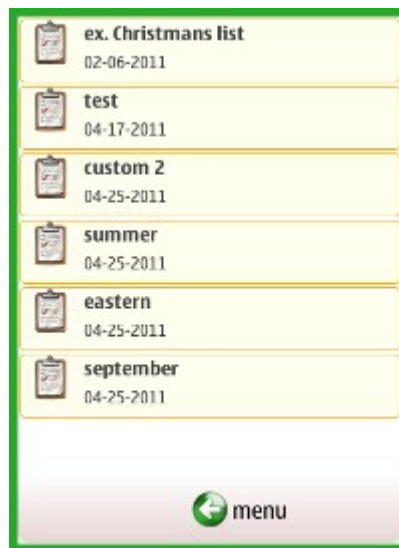 ex. Christmans list
02-06-2011
test
04-17-2011
custom 2
04-25-2011
summer
04-25-2011
eastern
04-25-2011
september
04-25-2011
menu